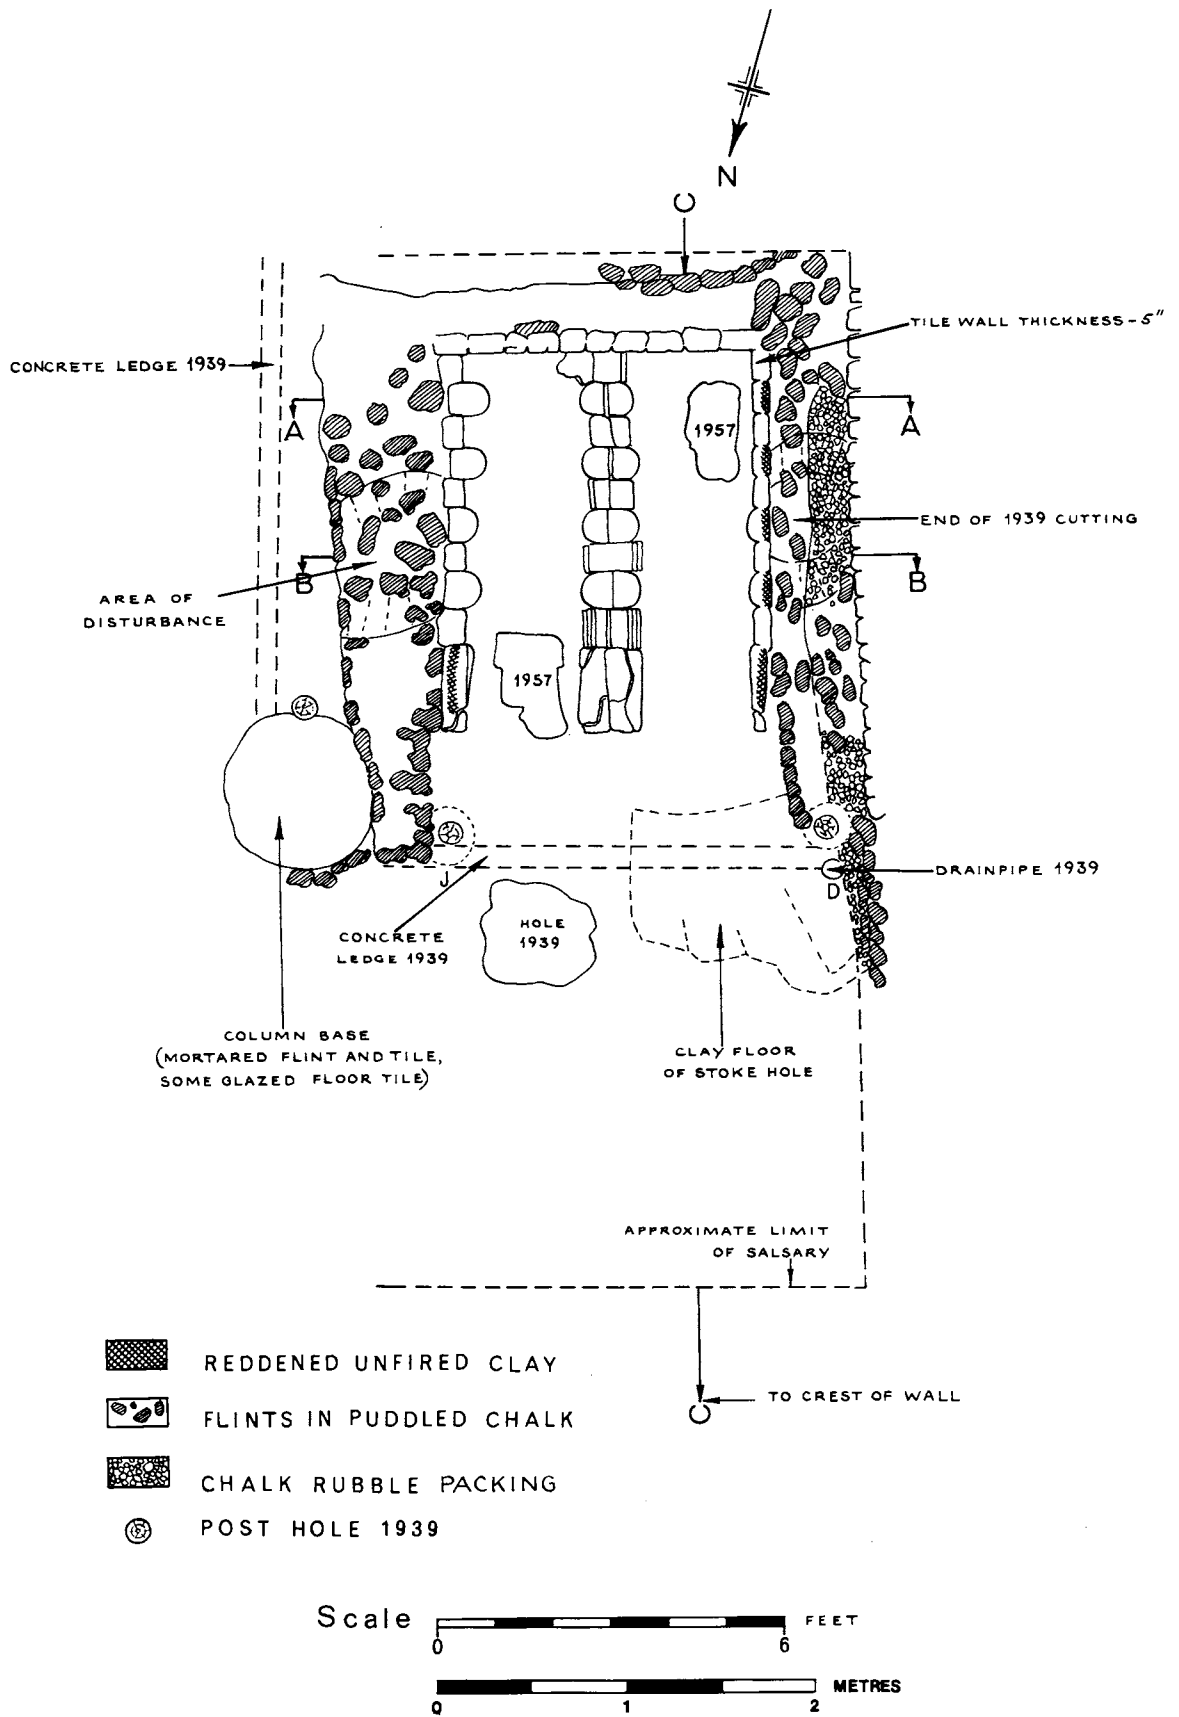 N
C
TILE WALL THICKNESS - 5"
CONCRETE LEDGE 1939
A
1957
A
END OF 1939 CUTTING
B
B
AREA OF
DISTURBANCE
1957
DRAINPIPE 1939
J
D
HOLE
1939
CONCRETE
LEDGE 1939
COLUMN BASE
(MORTARED FLINT AND TILE,
SOME GLAZED FLOOR TILE)
CLAY FLOOR
OF STOKE HOLE
APPROXIMATE LIMIT
OF SALSARY
REDDENED UNFIRED CLAY
C
TO CREST OF WALL
FLINTS IN PUDDLED CHALK
CHALK RUBBLE PACKING
POST HOLE 1939
Scale
FEET
0 6
METRES
0 1 2